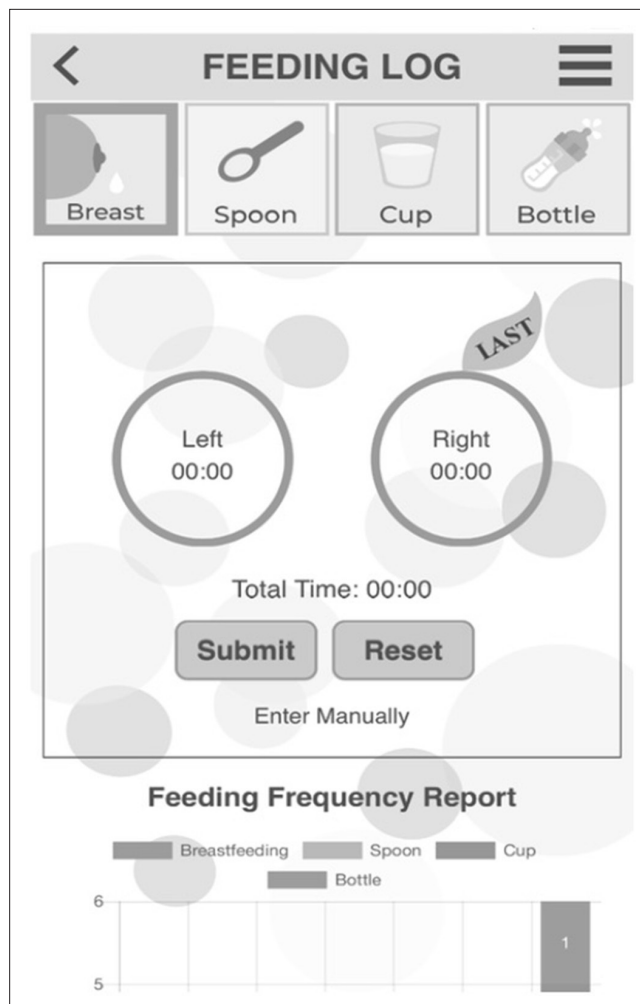 FEEDING LOG
Breast Spoon Cup Bottle
LAST
Left Right
00:00 00:00
Total Time: 00:00
Submit Reset
Enter Manually
Feeding Frequency Report
Breastfeeding Spoon Cup
Bottle
6
1
5